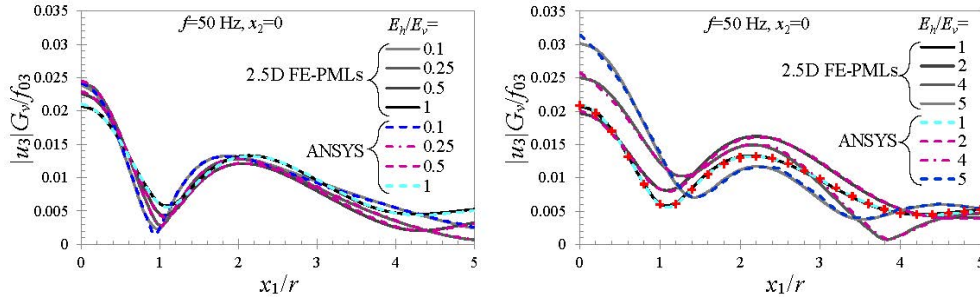 0.035
0.03
0.025
0.02
0.015
0.01
0.005
0
|u3|Gv/f03
f=50 Hz, x2=0
Eh/Ev=
2.5D FE-PMLs
0.1
0.25
0.5
1
ANSYS
0.1
0.25
0.5
1
0 1 2 3 4 5
x1/r
0.035
0.03
0.025
0.02
0.015
0.01
0.005
0
|u3|Gv/f03
f=50 Hz, x2=0
Eh/Ev=
2.5D FE-PMLs
1
2
4
5
ANSYS
1
2
4
5
0 1 2 3 4 5
x1/r